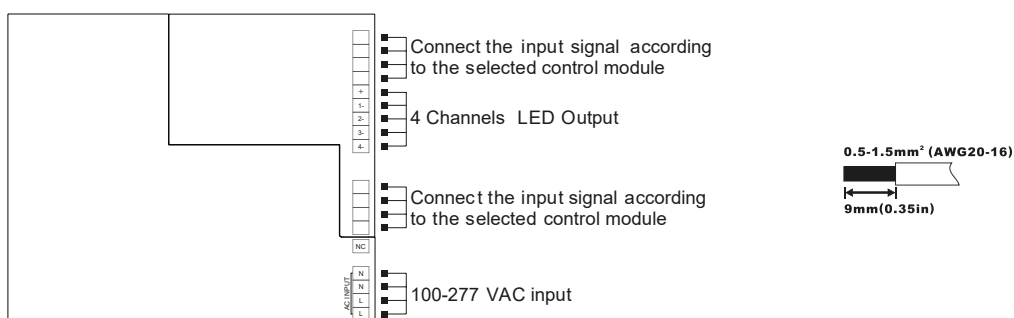 Connect the input signal according
to the selected control module
+
1-
2-
3-
4-
4 Channels LED Output
0.5-1.5mm² (AWG20-16)
9mm(0.35in)
Connect the input signal according
to the selected control module
NC
AC INPUT
N
N
L
L
100-277 VAC input